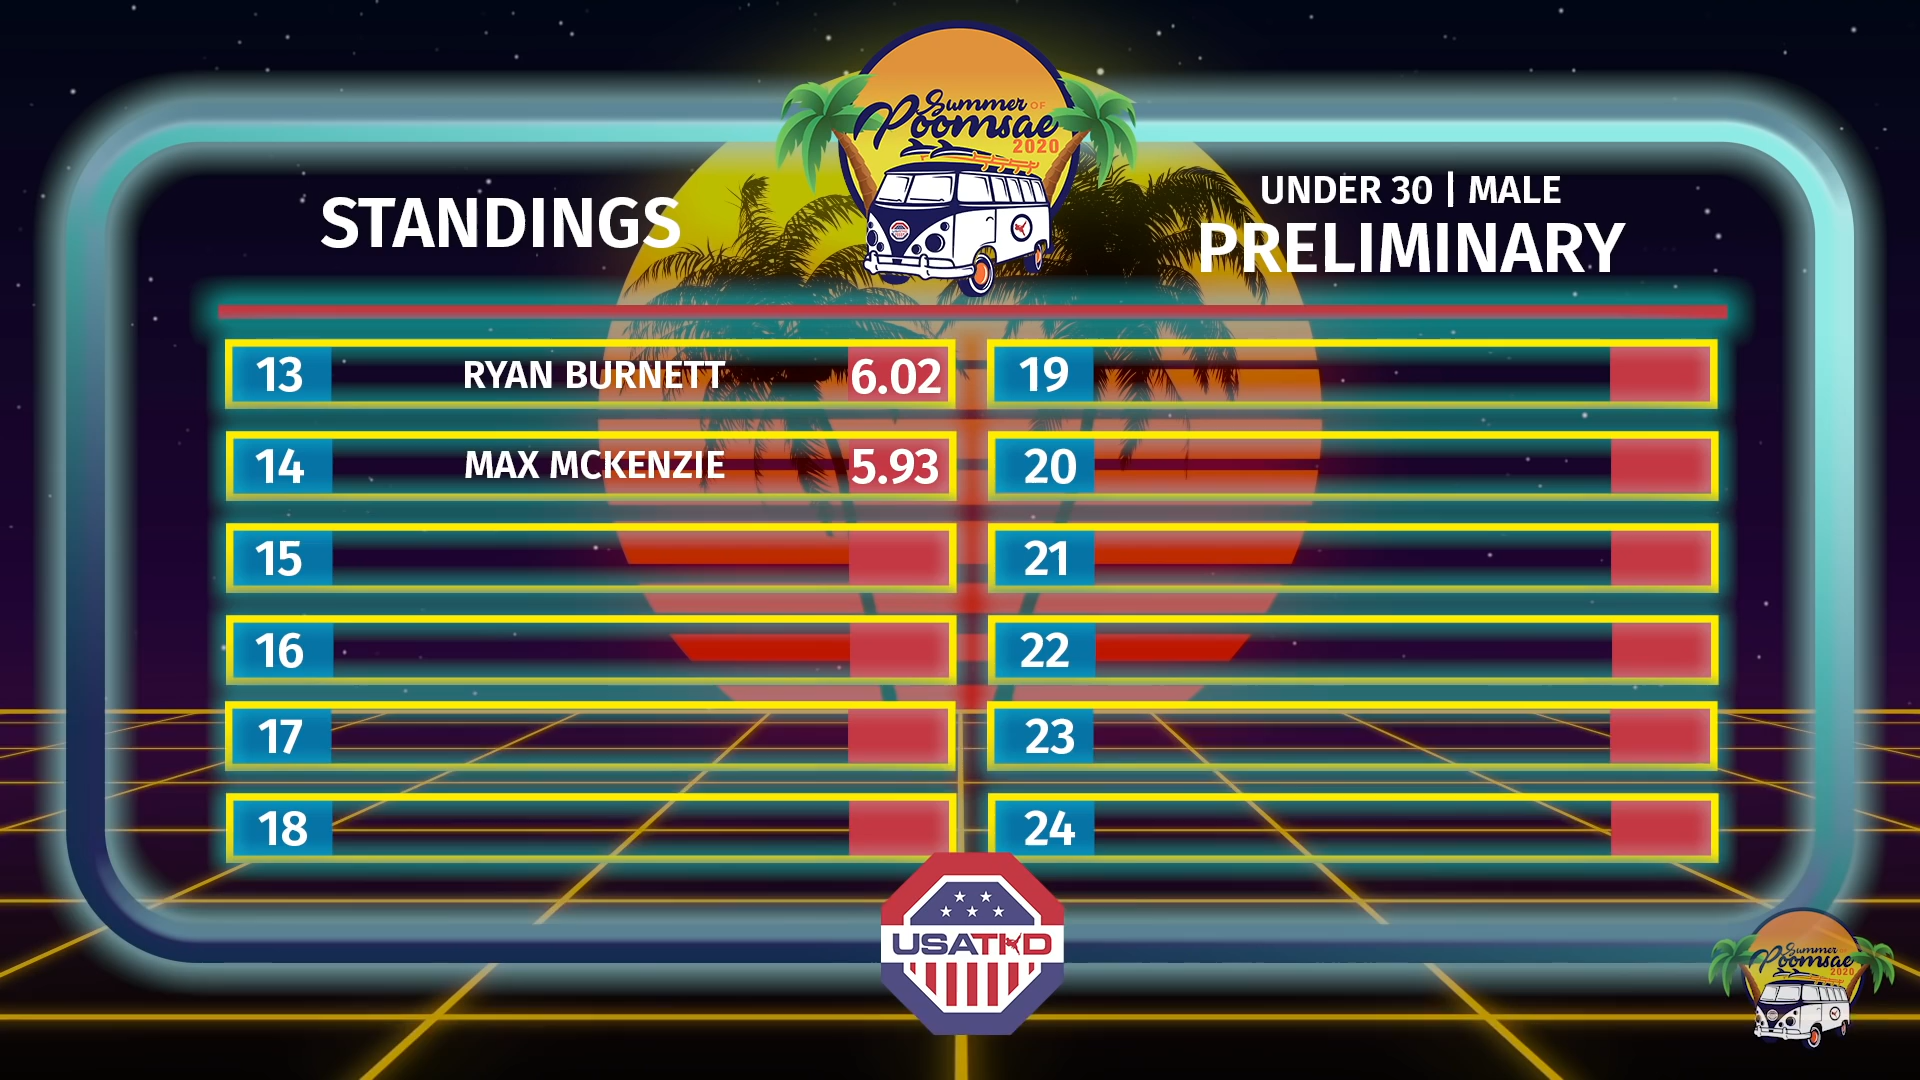 Summer OF
Poomsae
2020
STANDINGS
UNDER 30 | MALE
PRELIMINARY
13 RYAN BURNETT 6.02
14 MAX MCKENZIE 5.93
15
16
17
18
19
20
21
22
23
24
USATKD
Summer
Poomsae
2020